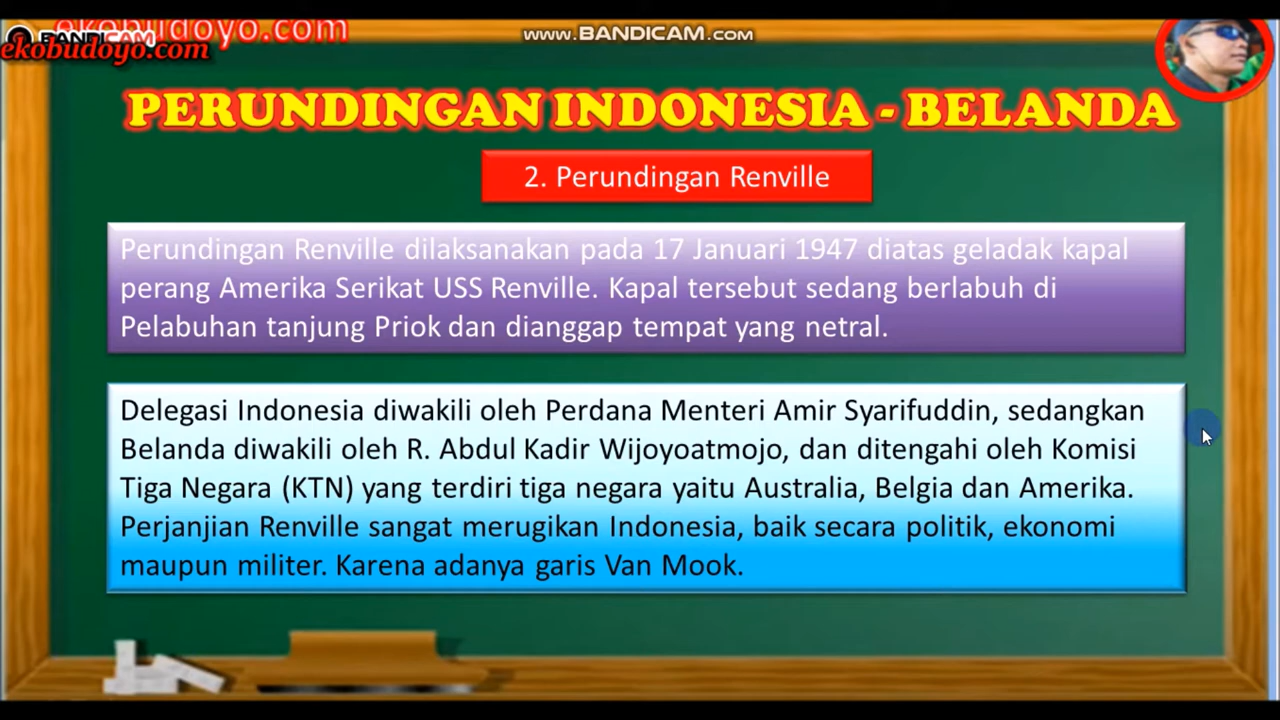 ekobudoyo.com
BANDICAM
ekobudoyo.com
www.BANDICAM.com
PERUNDINGAN INDONESIA - BELANDA
2. Perundingan Renville
Perundingan Renville dilaksanakan pada 17 Januari 1947 diatas geladak kapal
perang Amerika Serikat USS Renville. Kapal tersebut sedang berlabuh di
Pelabuhan tanjung Priok dan dianggap tempat yang netral.
Delegasi Indonesia diwakili oleh Perdana Menteri Amir Syarifuddin, sedangkan
Belanda diwakili oleh R. Abdul Kadir Wijoyoatmojo, dan ditengahi oleh Komisi
Tiga Negara (KTN) yang terdiri tiga negara yaitu Australia, Belgia dan Amerika.
Perjanjian Renville sangat merugikan Indonesia, baik secara politik, ekonomi
maupun militer. Karena adanya garis Van Mook.